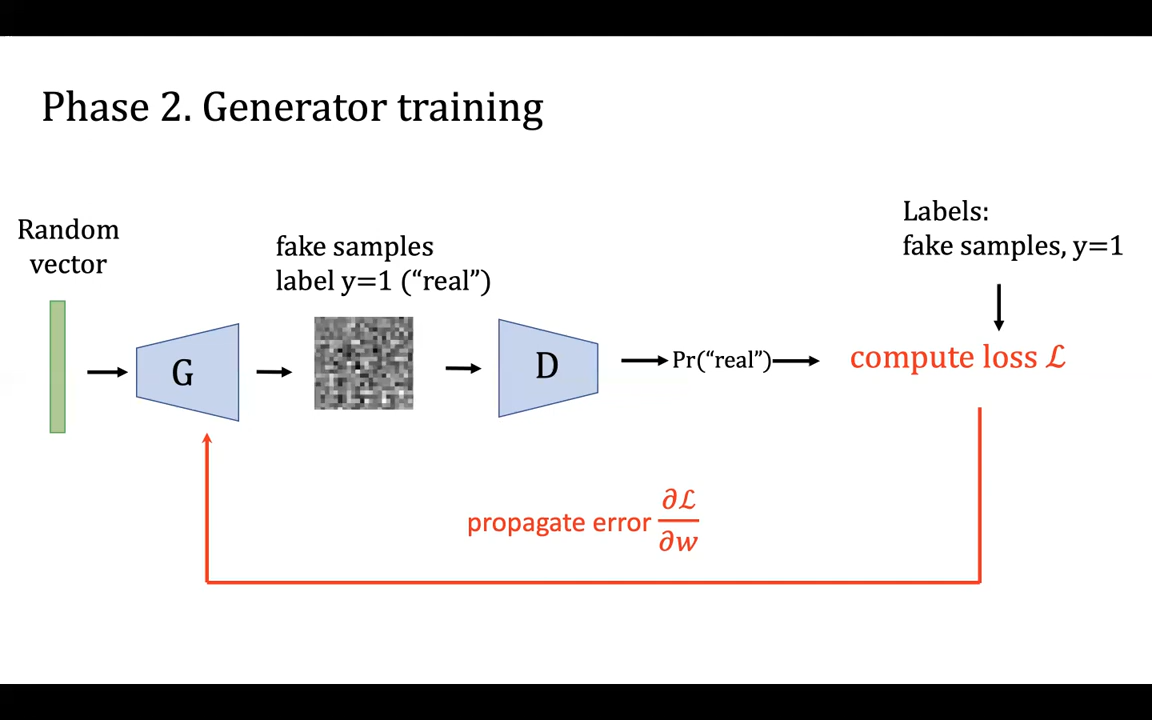 Phase 2. Generator training
Random
vector
fake samples
label y=1 (“real”)
Labels:
fake samples, y=1
G
D
Pr(“real”)
compute loss ℒ
propagate error ∂ℒ/∂w